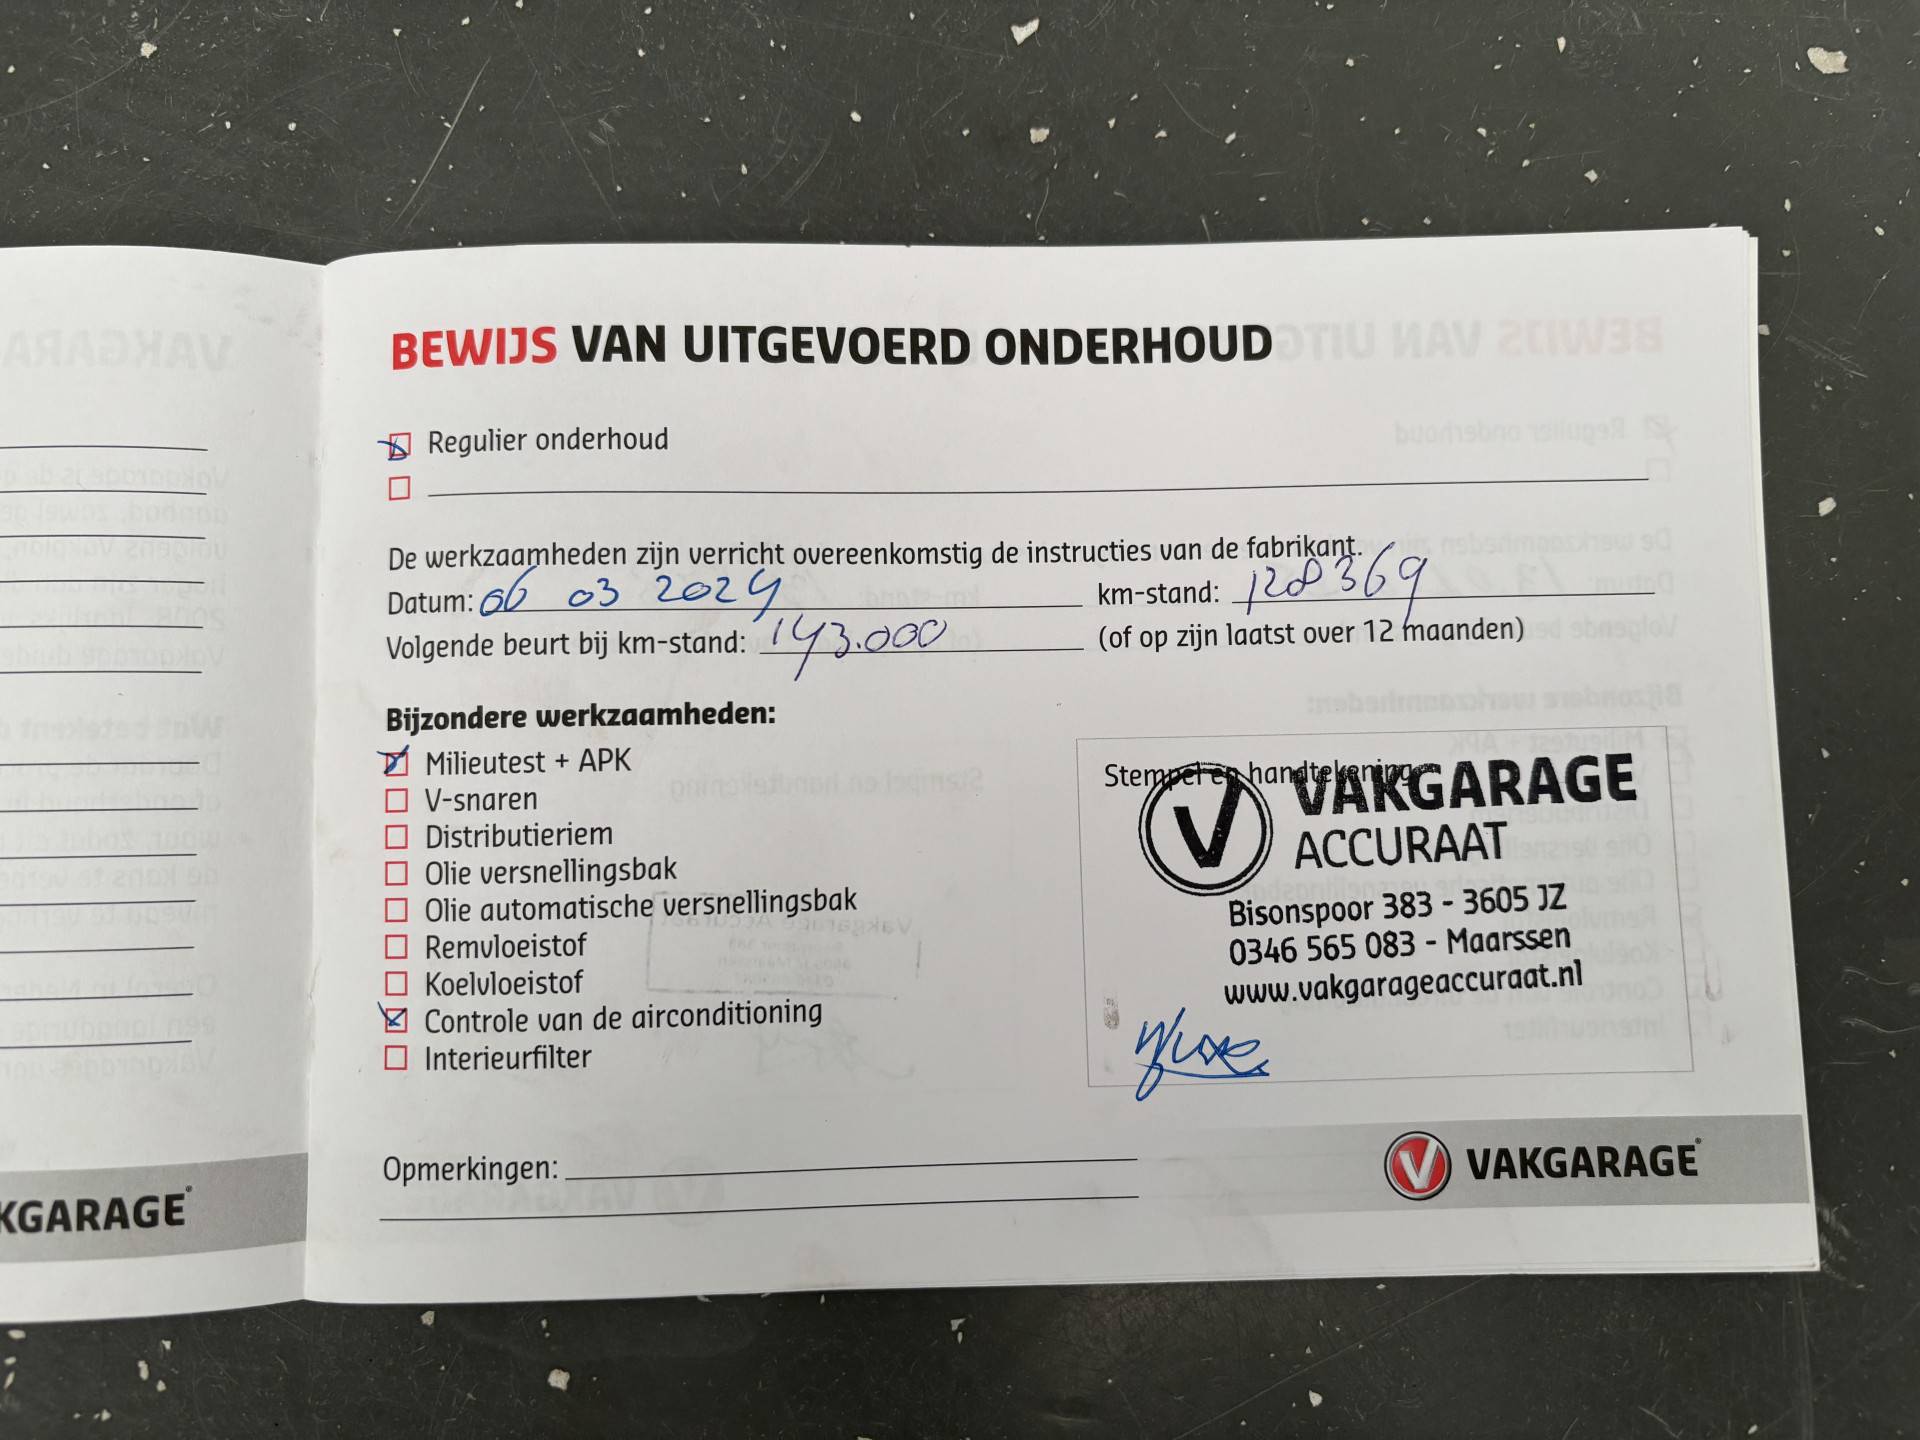 BEWIJS VAN UITGEVOERD ONDERHOUD
Regulier onderhoud
De werkzaamheden zijn verricht overeenkomstig de instructies van de fabrikant.
Datum: 06 03 2024 km-stand: 128369
Volgende beurt bij km-stand: 143.000 (of op zijn laatst over 12 maanden)
Bijzondere werkzaamheden:
Milieutest + APK
V-snaren
Distributieriem
Olie versnellingsbak
Olie automatische versnellingsbak
Remvloeistof
Koelvloeistof
Controle van de airconditioning
Interieurfilter
Stempel en handtekening
VAKGARAGE
ACCURAAT
Bisonspoor 383 - 3605 JZ
0346 565 083 - Maarssen
www.vakgarageaccuraat.nl
Opmerkingen:
VAKGARAGE
KGARAGE